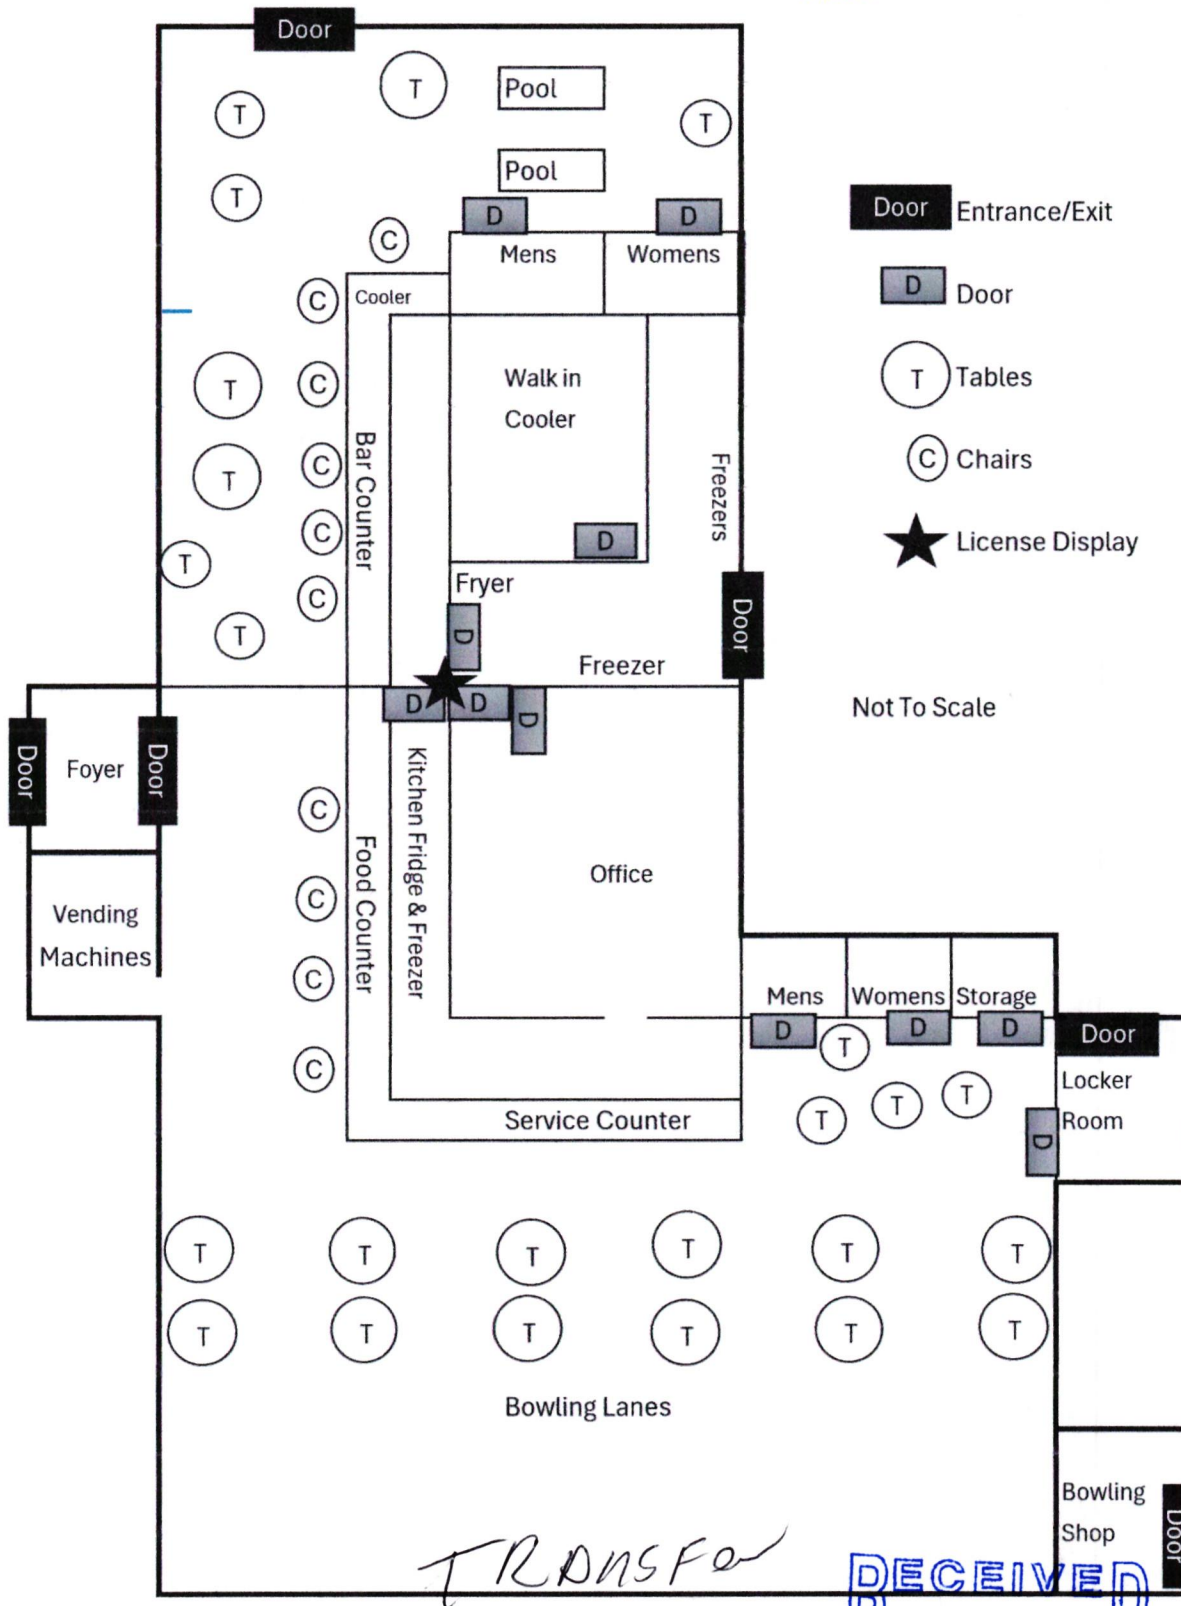 Door
T
Pool
T
T
Pool
T
D
D
C
Mens
Womens
Cooler
C
T
C
Walk in
Cooler
T
C
Bar Counter
Freezers
C
T
C
D
Fryer
T
D
Door
Freezer
D
D
D
Door
Foyer
Door
Kitchen Fridge & Freezer
C
Food Counter
Office
C
Vending
Machines
C
C
Mens
Womens
Storage
D
D
D
Door
T
T
T
T
Locker
Room
D
Service Counter
T
T
T
T
T
T
T
T
T
T
T
T
Bowling Lanes
Bowling
Shop
Door
Door Entrance/Exit
D Door
T Tables
C Chairs
License Display
Not To Scale
TRANSFer
RECEIVED